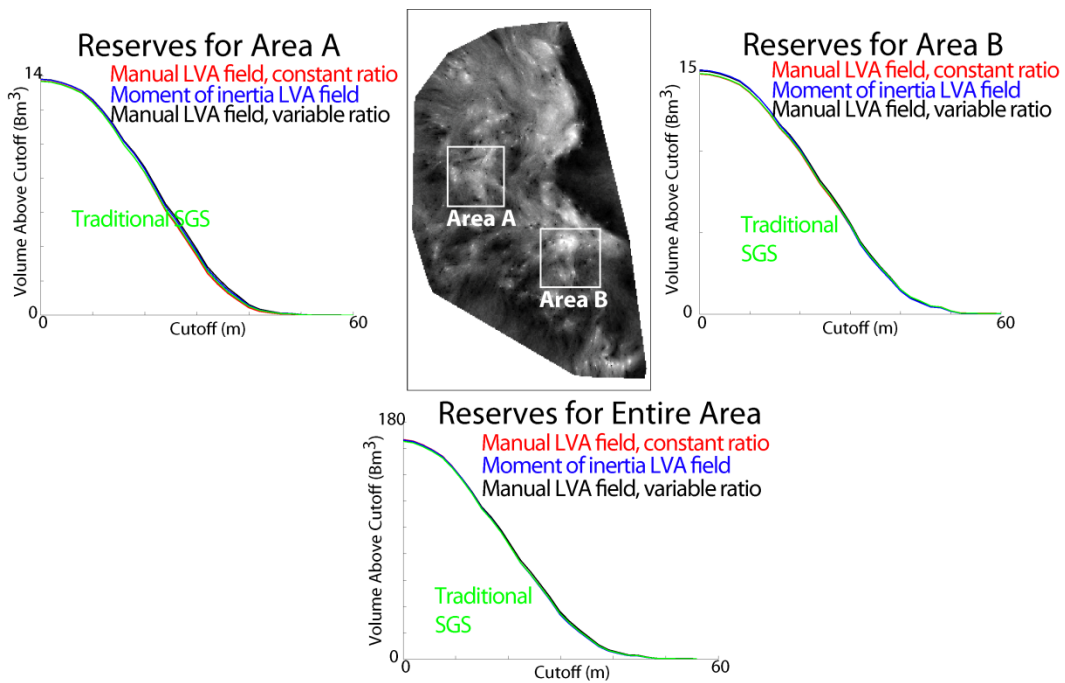 Reserves for Area A
Manual LVA field, constant ratio
Moment of inertia LVA field
Manual LVA field, variable ratio
Traditional SGS
Volume Above Cutoff (Bm³)
14
0
0
60
Cutoff (m)
Area A
Area B
Reserves for Area B
Manual LVA field, constant ratio
Moment of inertia LVA field
Manual LVA field, variable ratio
Traditional
SGS
Volume Above Cutoff (Bm³)
15
0
0
60
Cutoff (m)
Reserves for Entire Area
Manual LVA field, constant ratio
Moment of inertia LVA field
Manual LVA field, variable ratio
Traditional
SGS
Volume Above Cutoff (Bm³)
180
0
0
60
Cutoff (m)